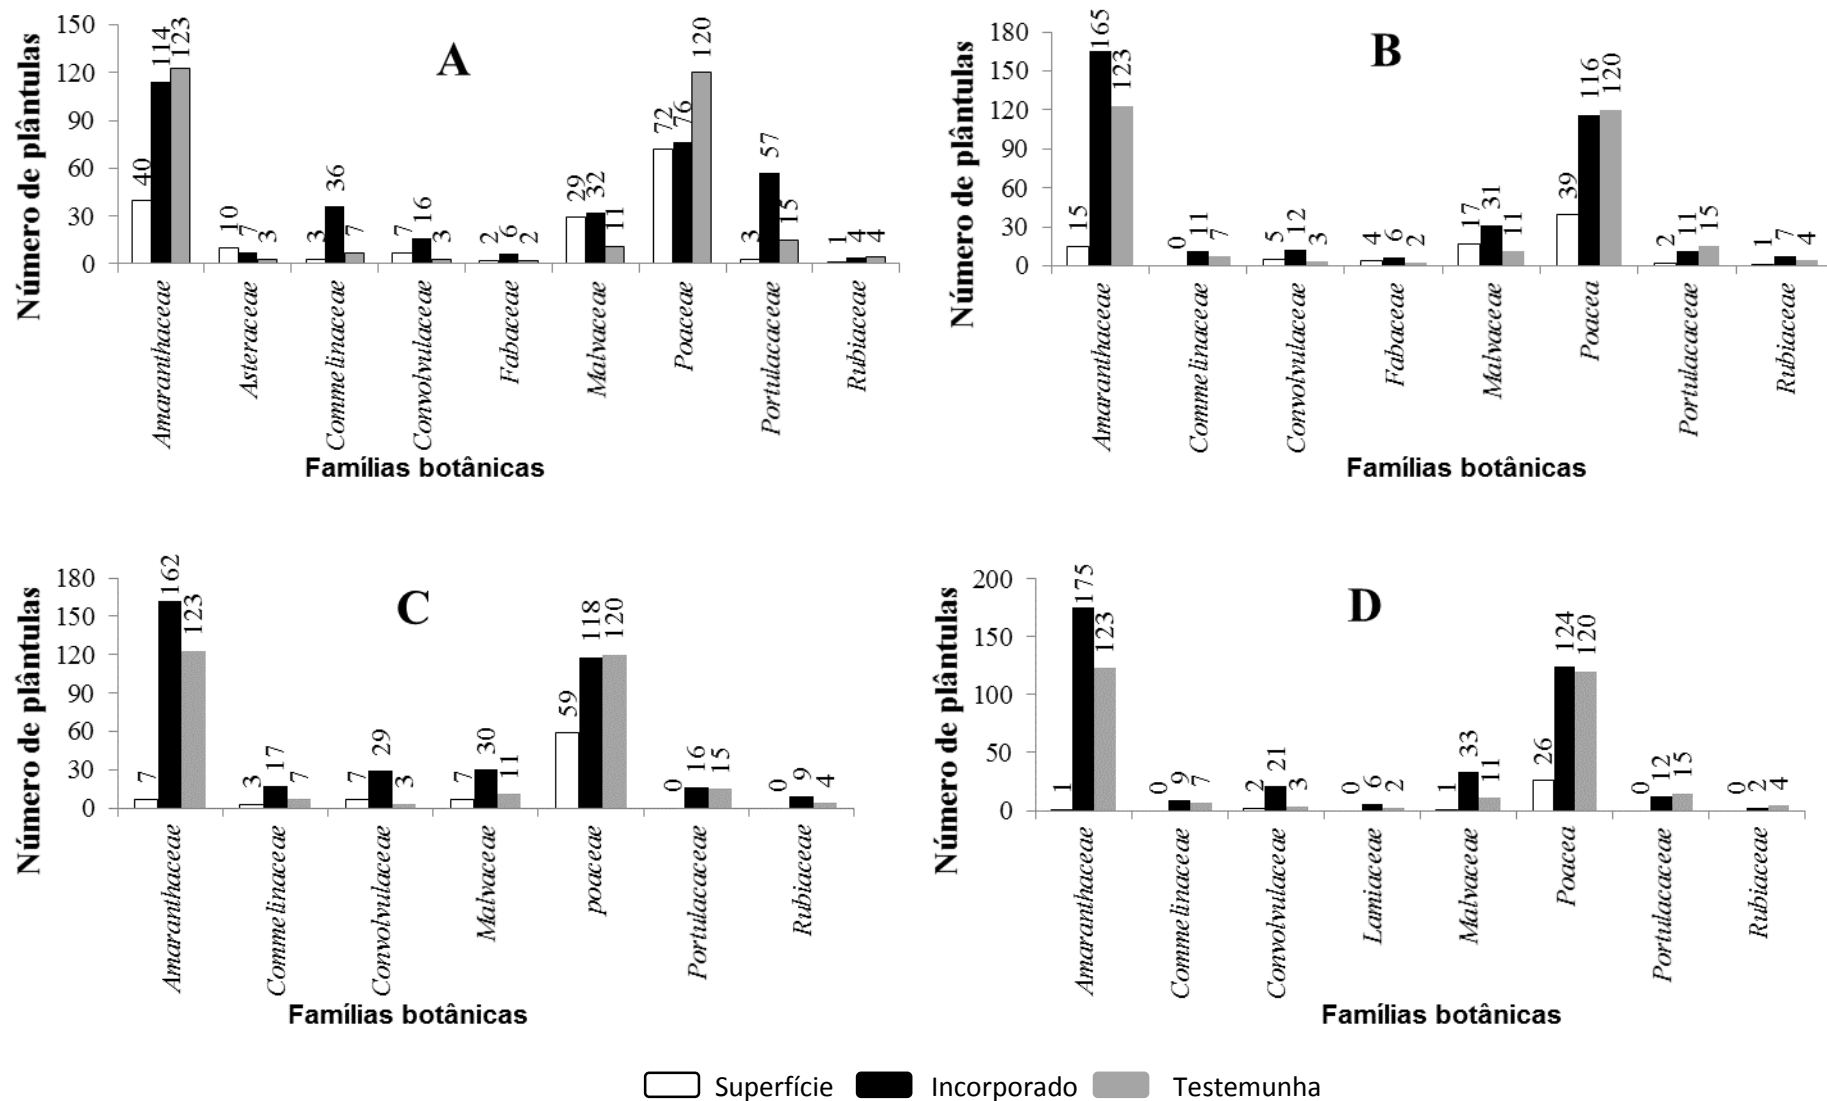 A
Número de plântulas
150
120
90
60
30
0
40 114 123
10 7 3
3 36 7
7 16 3
2 6 2
29 32 11
72 76 120
3 57 15
1 4 4
Amaranthaceae
Asteraceae
Commelinaceae
Convolvulaceae
Fabaceae
Malvaceae
Poaceae
Portulacaceae
Rubiaceae
Famílias botânicas
B
Número de plântulas
180
150
120
90
60
30
0
15 165 123
0 11 7
5 12 3
4 6 2
17 31 11
39 116 120
2 11 15
1 7 4
Amaranthaceae
Commelinaceae
Convolvulaceae
Fabaceae
Malvaceae
Poacea
Portulacaceae
Rubiaceae
Famílias botânicas
C
Número de plântulas
180
150
120
90
60
30
0
7 162 123
3 17 7
7 29 3
7 30 11
59 118 120
0 16 15
0 9 4
Amaranthaceae
Commelinaceae
Convolvulaceae
Malvaceae
poaceae
Portulacaceae
Rubiaceae
Famílias botânicas
D
Número de plântulas
200
150
100
50
0
1 175 123
0 9 7
2 21 3
0 6 2
1 33 11
26 124 120
0 12 15
0 2 4
Amaranthaceae
Commelinaceae
Convolvulaceae
Lamiaceae
Malvaceae
Poacea
Portulacaceae
Rubiaceae
Famílias botânicas
Superfície Incorporado Testemunha